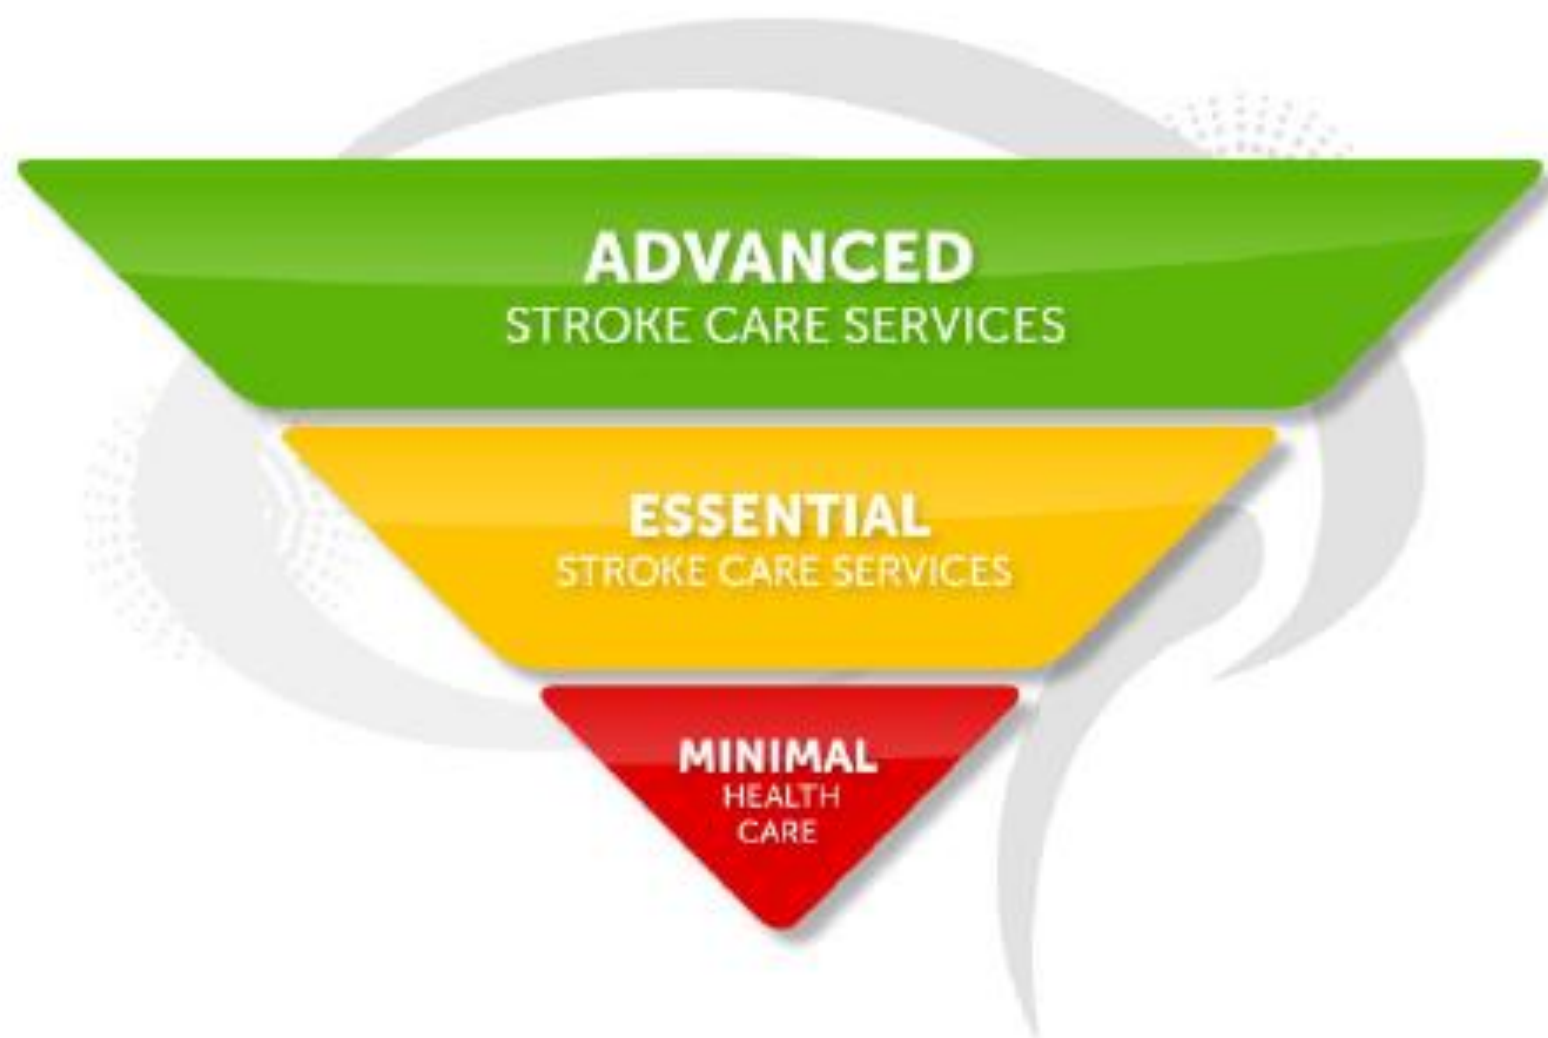 ADVANCED
STROKE CARE SERVICES
ESSENTIAL
STROKE CARE SERVICES
MINIMAL
HEALTH
CARE